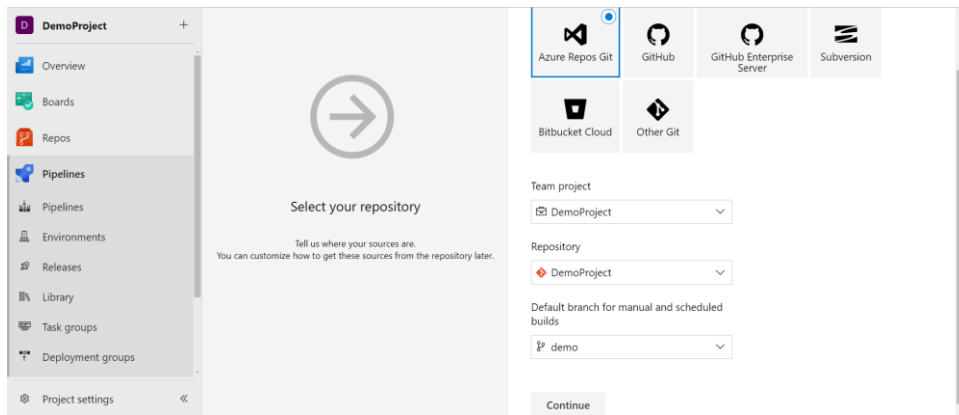 D DemoProject +
Overview
Boards
Repos
Pipelines
Pipelines
Environments
Releases
Library
Task groups
Deployment groups
Project settings
Select your repository
Tell us where your sources are.
You can customize how to get these sources from the repository later.
Azure Repos Git
GitHub
GitHub Enterprise
Server
Subversion
Bitbucket Cloud
Other Git
Team project
DemoProject
Repository
DemoProject
Default branch for manual and scheduled
builds
demo
Continue